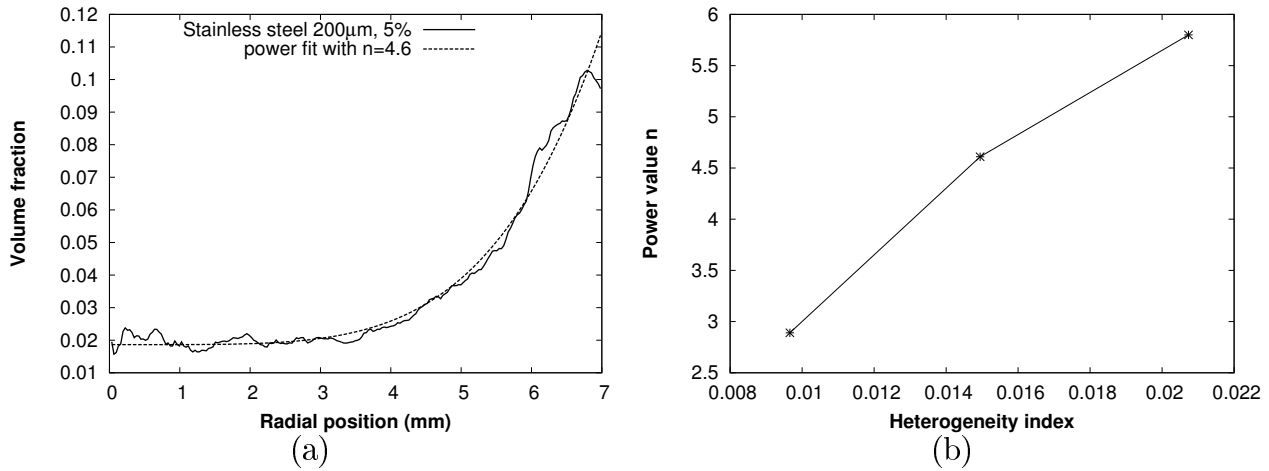 Stainless steel 200μm, 5%
power fit with n=4.6
0.12
0.11
0.1
0.09
0.08
0.07
0.06
0.05
0.04
0.03
0.02
0.01
Volume fraction
0 1 2 3 4 5 6 7
Radial position (mm)
(a)
6
5.5
5
4.5
4
3.5
3
2.5
Power value n
0.008 0.01 0.012 0.014 0.016 0.018 0.02 0.022
Heterogeneity index
(b)